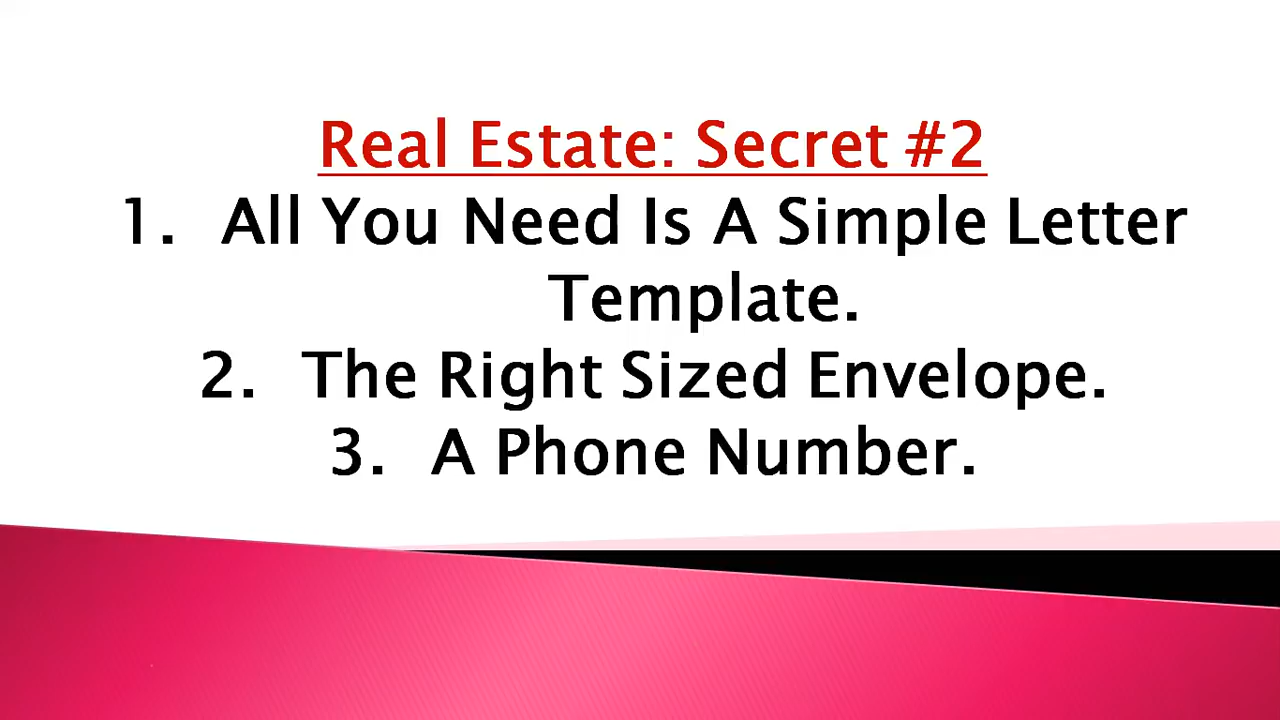 Real Estate: Secret #2
1. All You Need Is A Simple Letter
Template.
2. The Right Sized Envelope.
3. A Phone Number.